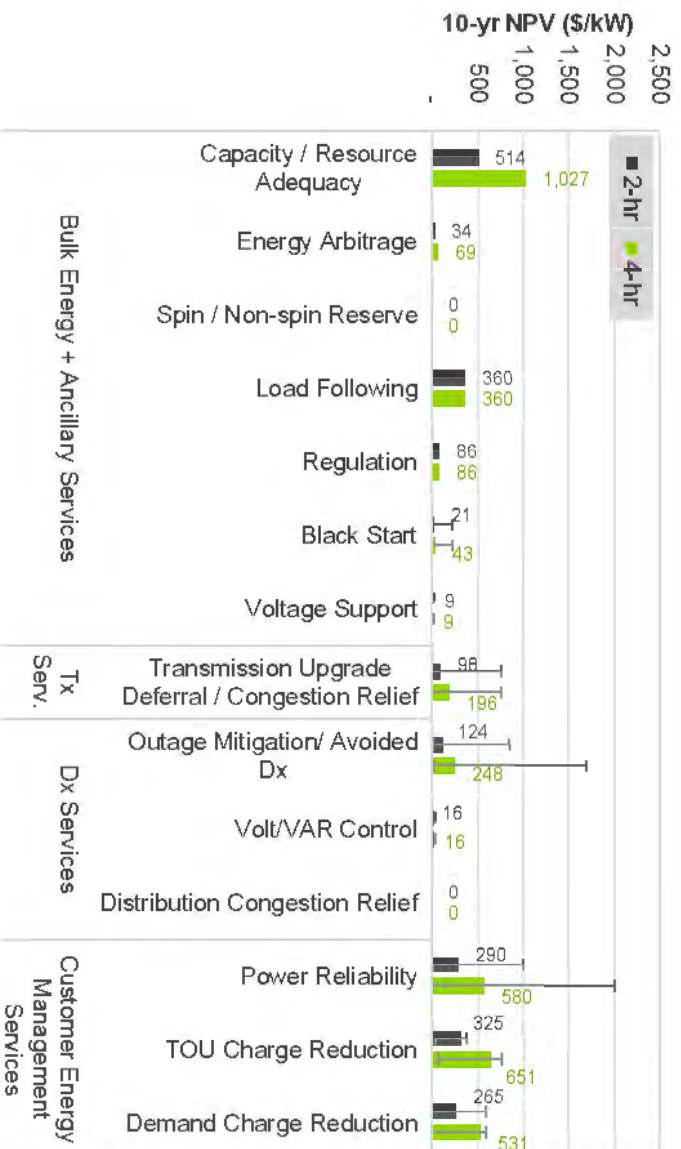 10-yr NPV ($/kW)
2,500
2,000
1,500
1,000
500
-
2-hr 4-hr
Capacity / Resource
Adequacy
514
1,027
Energy Arbitrage
34
69
Spin / Non-spin Reserve
0
0
Load Following
360
360
Regulation
86
86
Black Start
21
43
Voltage Support
9
9
Transmission Upgrade
Deferral / Congestion Relief
98
196
Outage Mitigation/ Avoided
Dx
124
248
Volt/VAR Control
16
16
Distribution Congestion Relief
0
0
Power Reliability
290
580
TOU Charge Reduction
325
651
Demand Charge Reduction
265
531
Bulk Energy + Ancillary Services
Tx
Serv.
Dx Services
Customer Energy
Management
Services